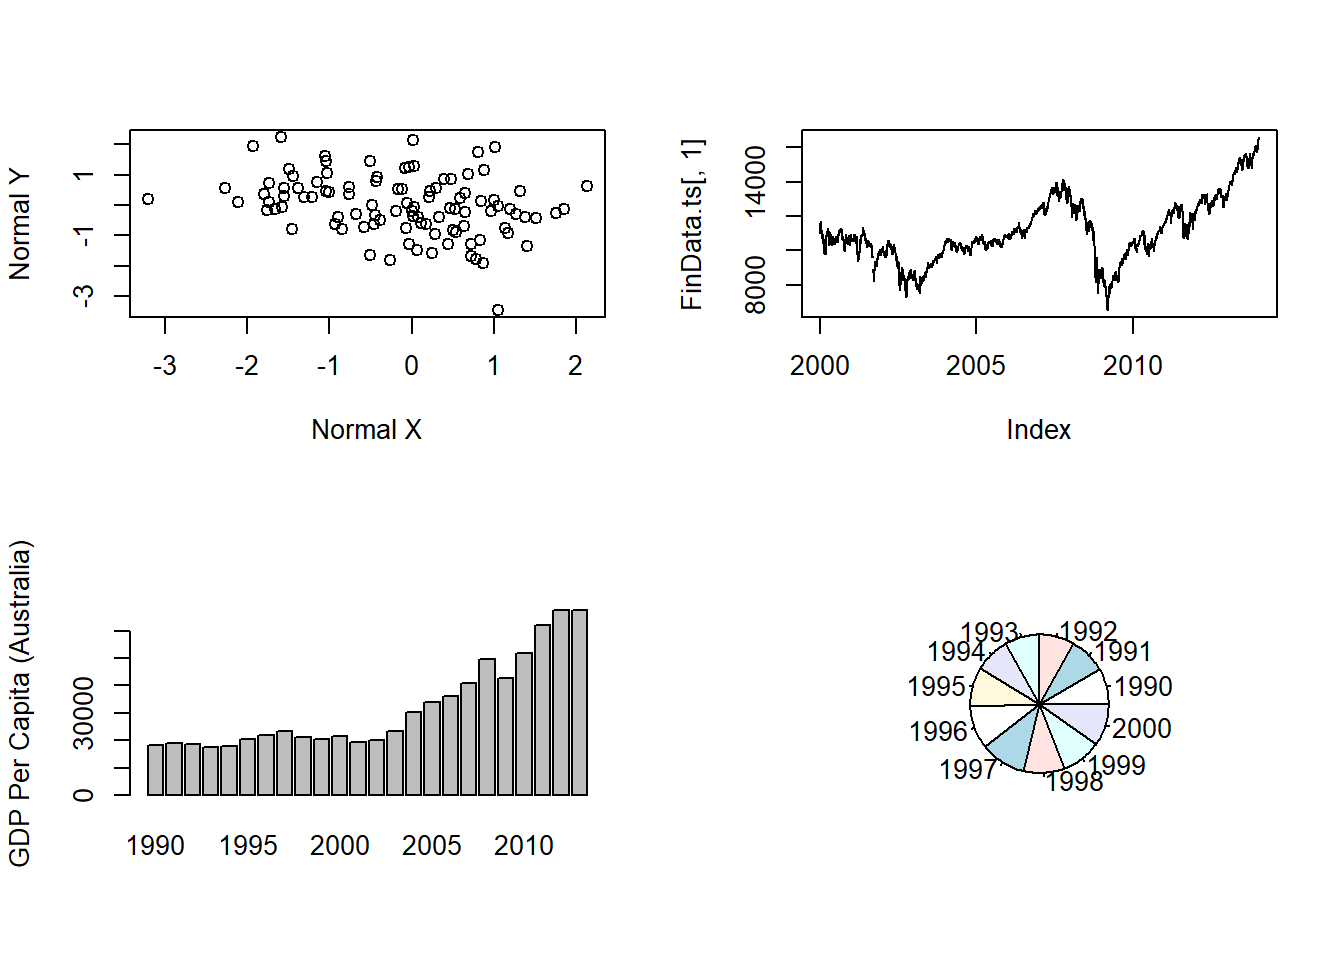 Normal Y
1
-1
-3
-3 -2 -1 0 1 2
Normal X
FinData.ts[, 1]
14000
8000
2000 2005 2010
Index
GDP Per Capita (Australia)
30000
0
1990 1995 2000 2005 2010
1993 1992
1994 1991
1995 1990
1996 2000
1997 1999
1998